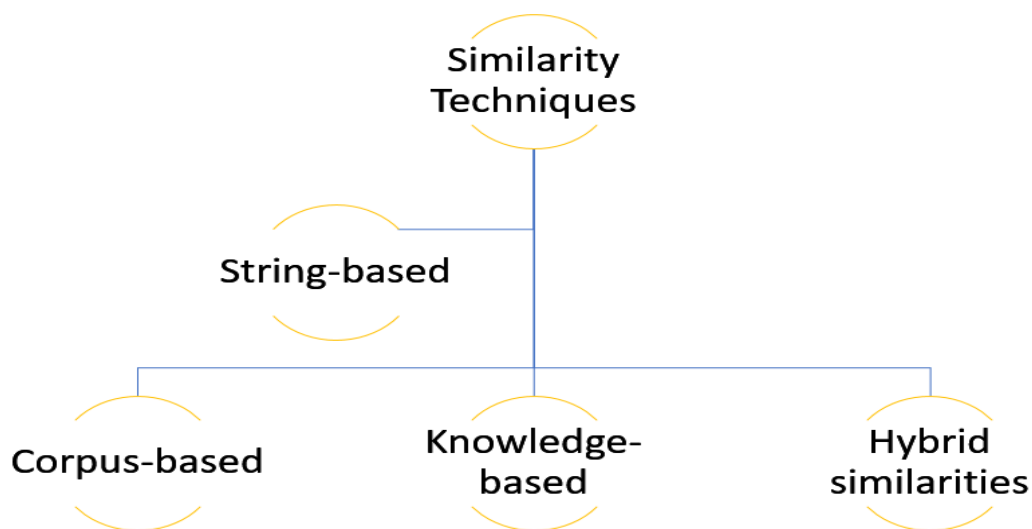 Similarity
Techniques
String-based
Corpus-based
Knowledge-
based
Hybrid
similarities